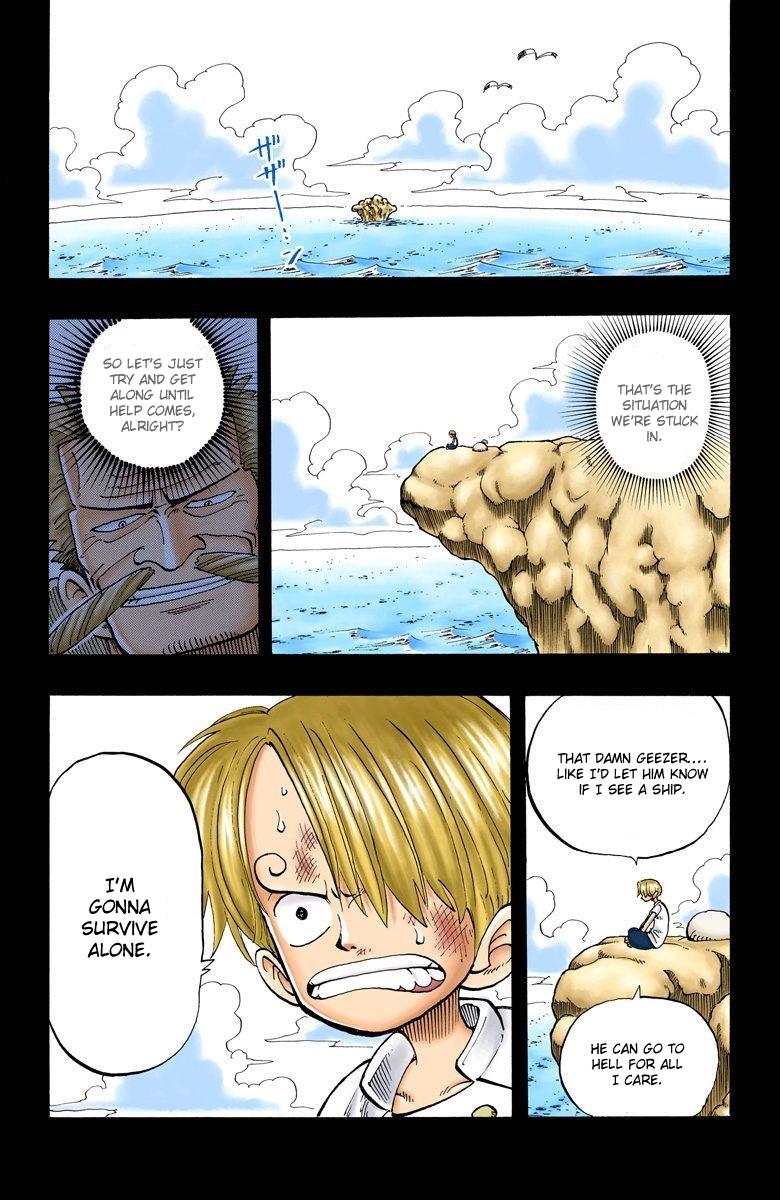 ザザーーン
THAT'S THE
SITUATION
WE'RE STUCK
IN.
SO LET'S JUST
TRY AND GET
ALONG UNTIL
HELP COMES,
ALRIGHT?
THAT DAMN GEEZER....
LIKE I'D LET HIM KNOW
IF I SEE A SHIP.
HE CAN GO TO
HELL FOR ALL
I CARE.
I'M
GONNA
SURVIVE
ALONE.